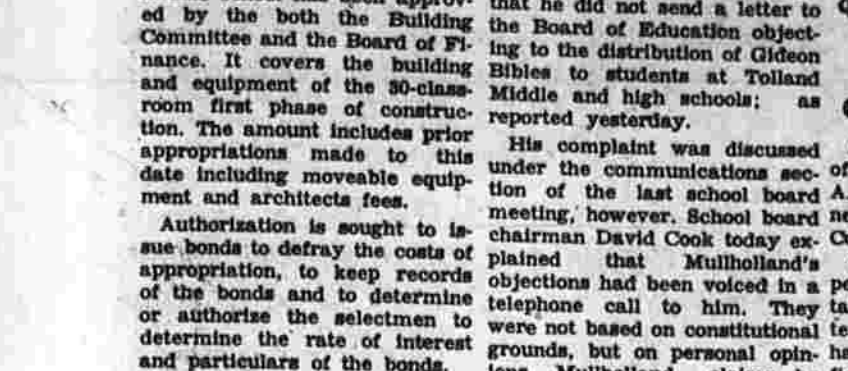 ed by the both the Building
Committee and the Board of Fi-
nance. It covers the building
and equipment of the 30-class-
room first phase of construc-
tion. The amount includes prior
appropriations made to this
date including moveable equip-
ment and architects fees.
Authorization is sought to is-
sue bonds to defray the costs of
appropriation, to keep records
of the bonds and to determine
or authorize the selectmen to
determine the rate of interest
and particulars of the bonds.
that he did not send a letter to
the Board of Education object-
ing to the distribution of Gideon
Bibles to students at Tolland
Middle and high schools; as
reported yesterday.
His complaint was discussed
under the communications sec-
tion of the last school board
meeting, however. School board
chairman David Cook today ex-
plained that Mullholland's
objections had been voiced in a
telephone call to him. They
were not based on constitutional
grounds, but on personal opin-